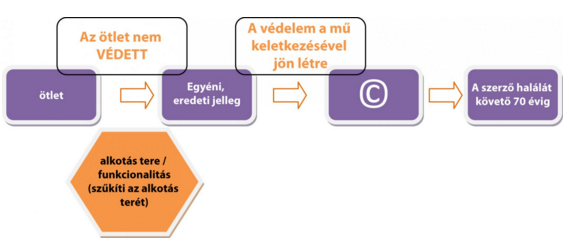 Az ötlet nem
VÉDETT
A védelem a mű
keletkezésével
jön létre
ötlet
Egyéni,
eredeti jelleg
©
A szerző halálát
követő 70 évig
alkotás tere /
funkcionalitás
(szűkíti az alkotás
terét)